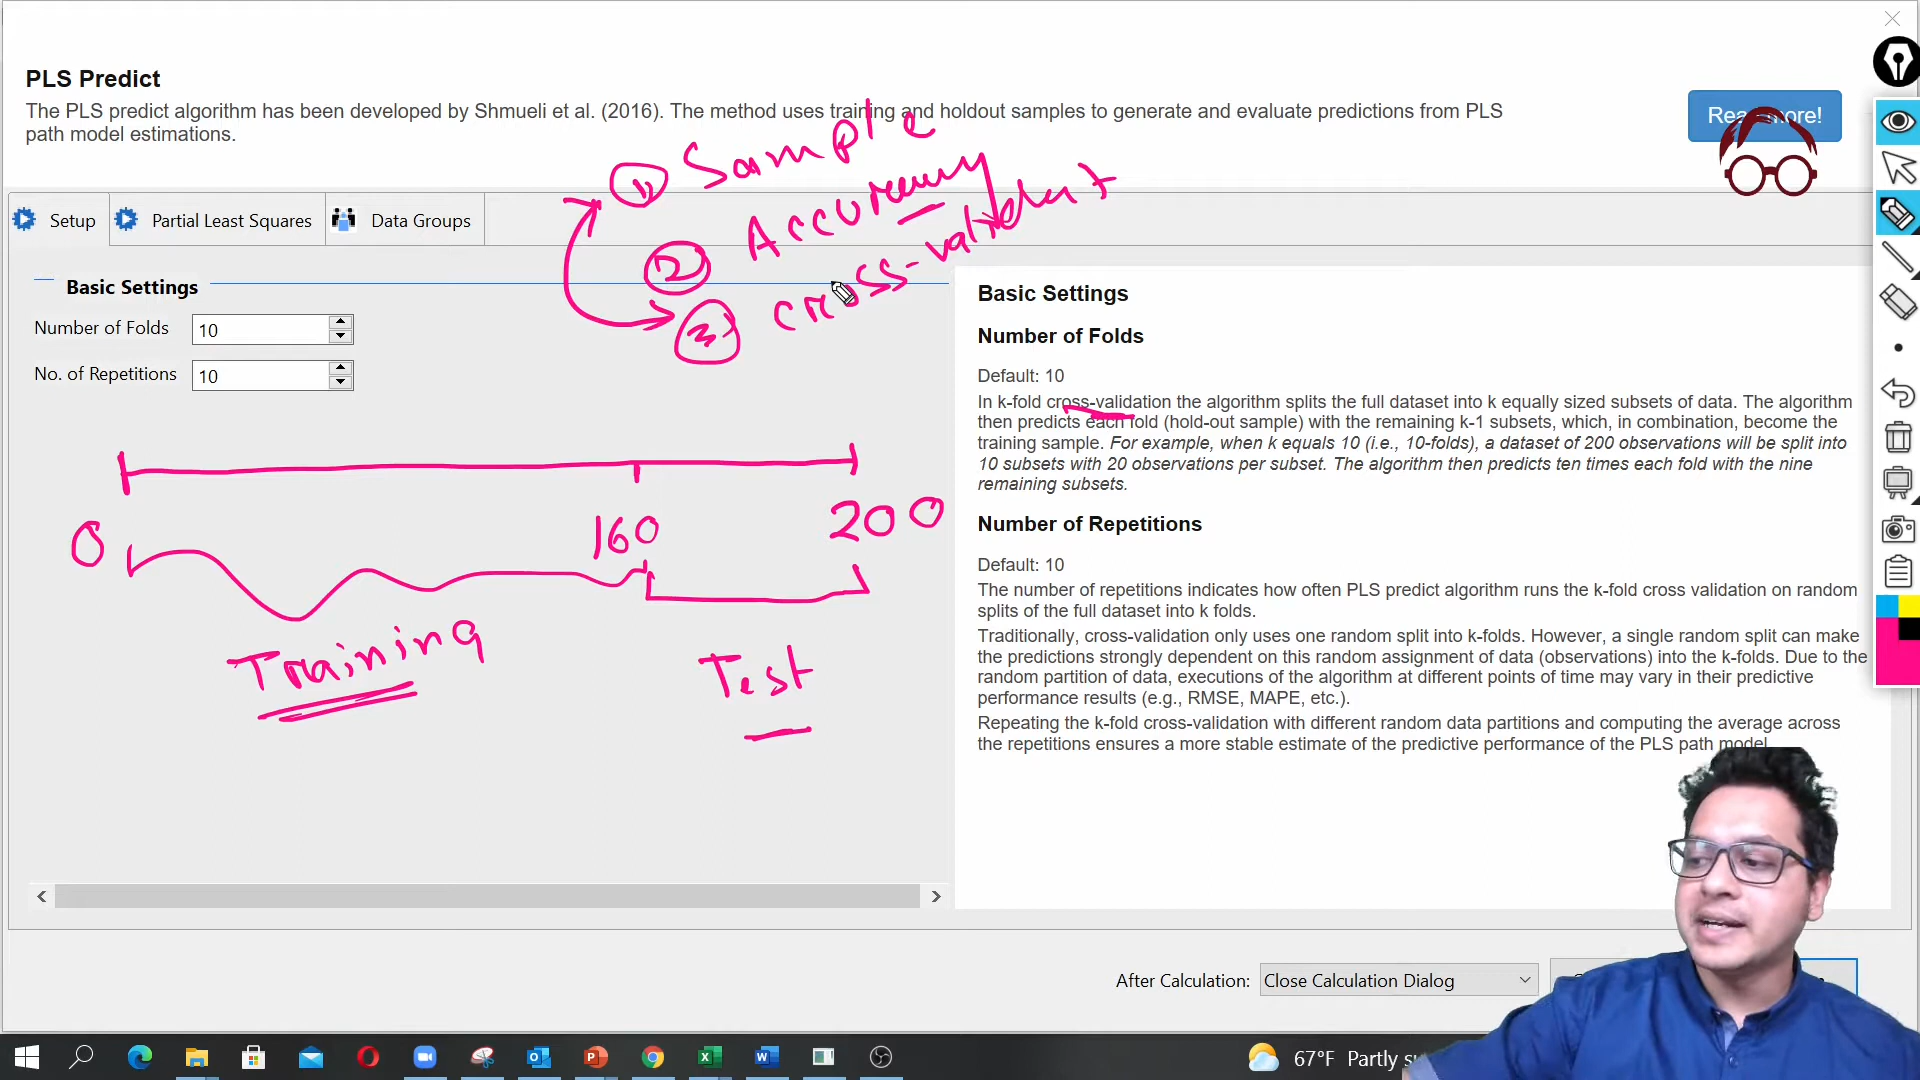 PLS Predict
The PLS predict algorithm has been developed by Shmueli et al. (2016). The method uses training and holdout samples to generate and evaluate predictions from PLS
path model estimations.
Read more!
① Sample
② Accuracy
③ Cross-validat
Setup
Partial Least Squares
Data Groups
Basic Settings
Number of Folds
10
No. of Repetitions
10
0
160
200
Training
Test
Basic Settings
Number of Folds
Default: 10
In k-fold cross-validation the algorithm splits the full dataset into k equally sized subsets of data. The algorithm
then predicts each fold (hold-out sample) with the remaining k-1 subsets, which, in combination, become the
training sample. For example, when k equals 10 (i.e., 10-folds), a dataset of 200 observations will be split into
10 subsets with 20 observations per subset. The algorithm then predicts ten times each fold with the nine
remaining subsets.
Number of Repetitions
Default: 10
The number of repetitions indicates how often PLS predict algorithm runs the k-fold cross validation on random
splits of the full dataset into k folds.
Traditionally, cross-validation only uses one random split into k-folds. However, a single random split can make
the predictions strongly dependent on this random assignment of data (observations) into the k-folds. Due to the
random partition of data, executions of the algorithm at different points of time may vary in their predictive
performance results (e.g., RMSE, MAPE, etc.).
Repeating the k-fold cross-validation with different random data partitions and computing the average across
the repetitions ensures a more stable estimate of the predictive performance of the PLS path model.
After Calculation:
Close Calculation Dialog
67°F Partly su